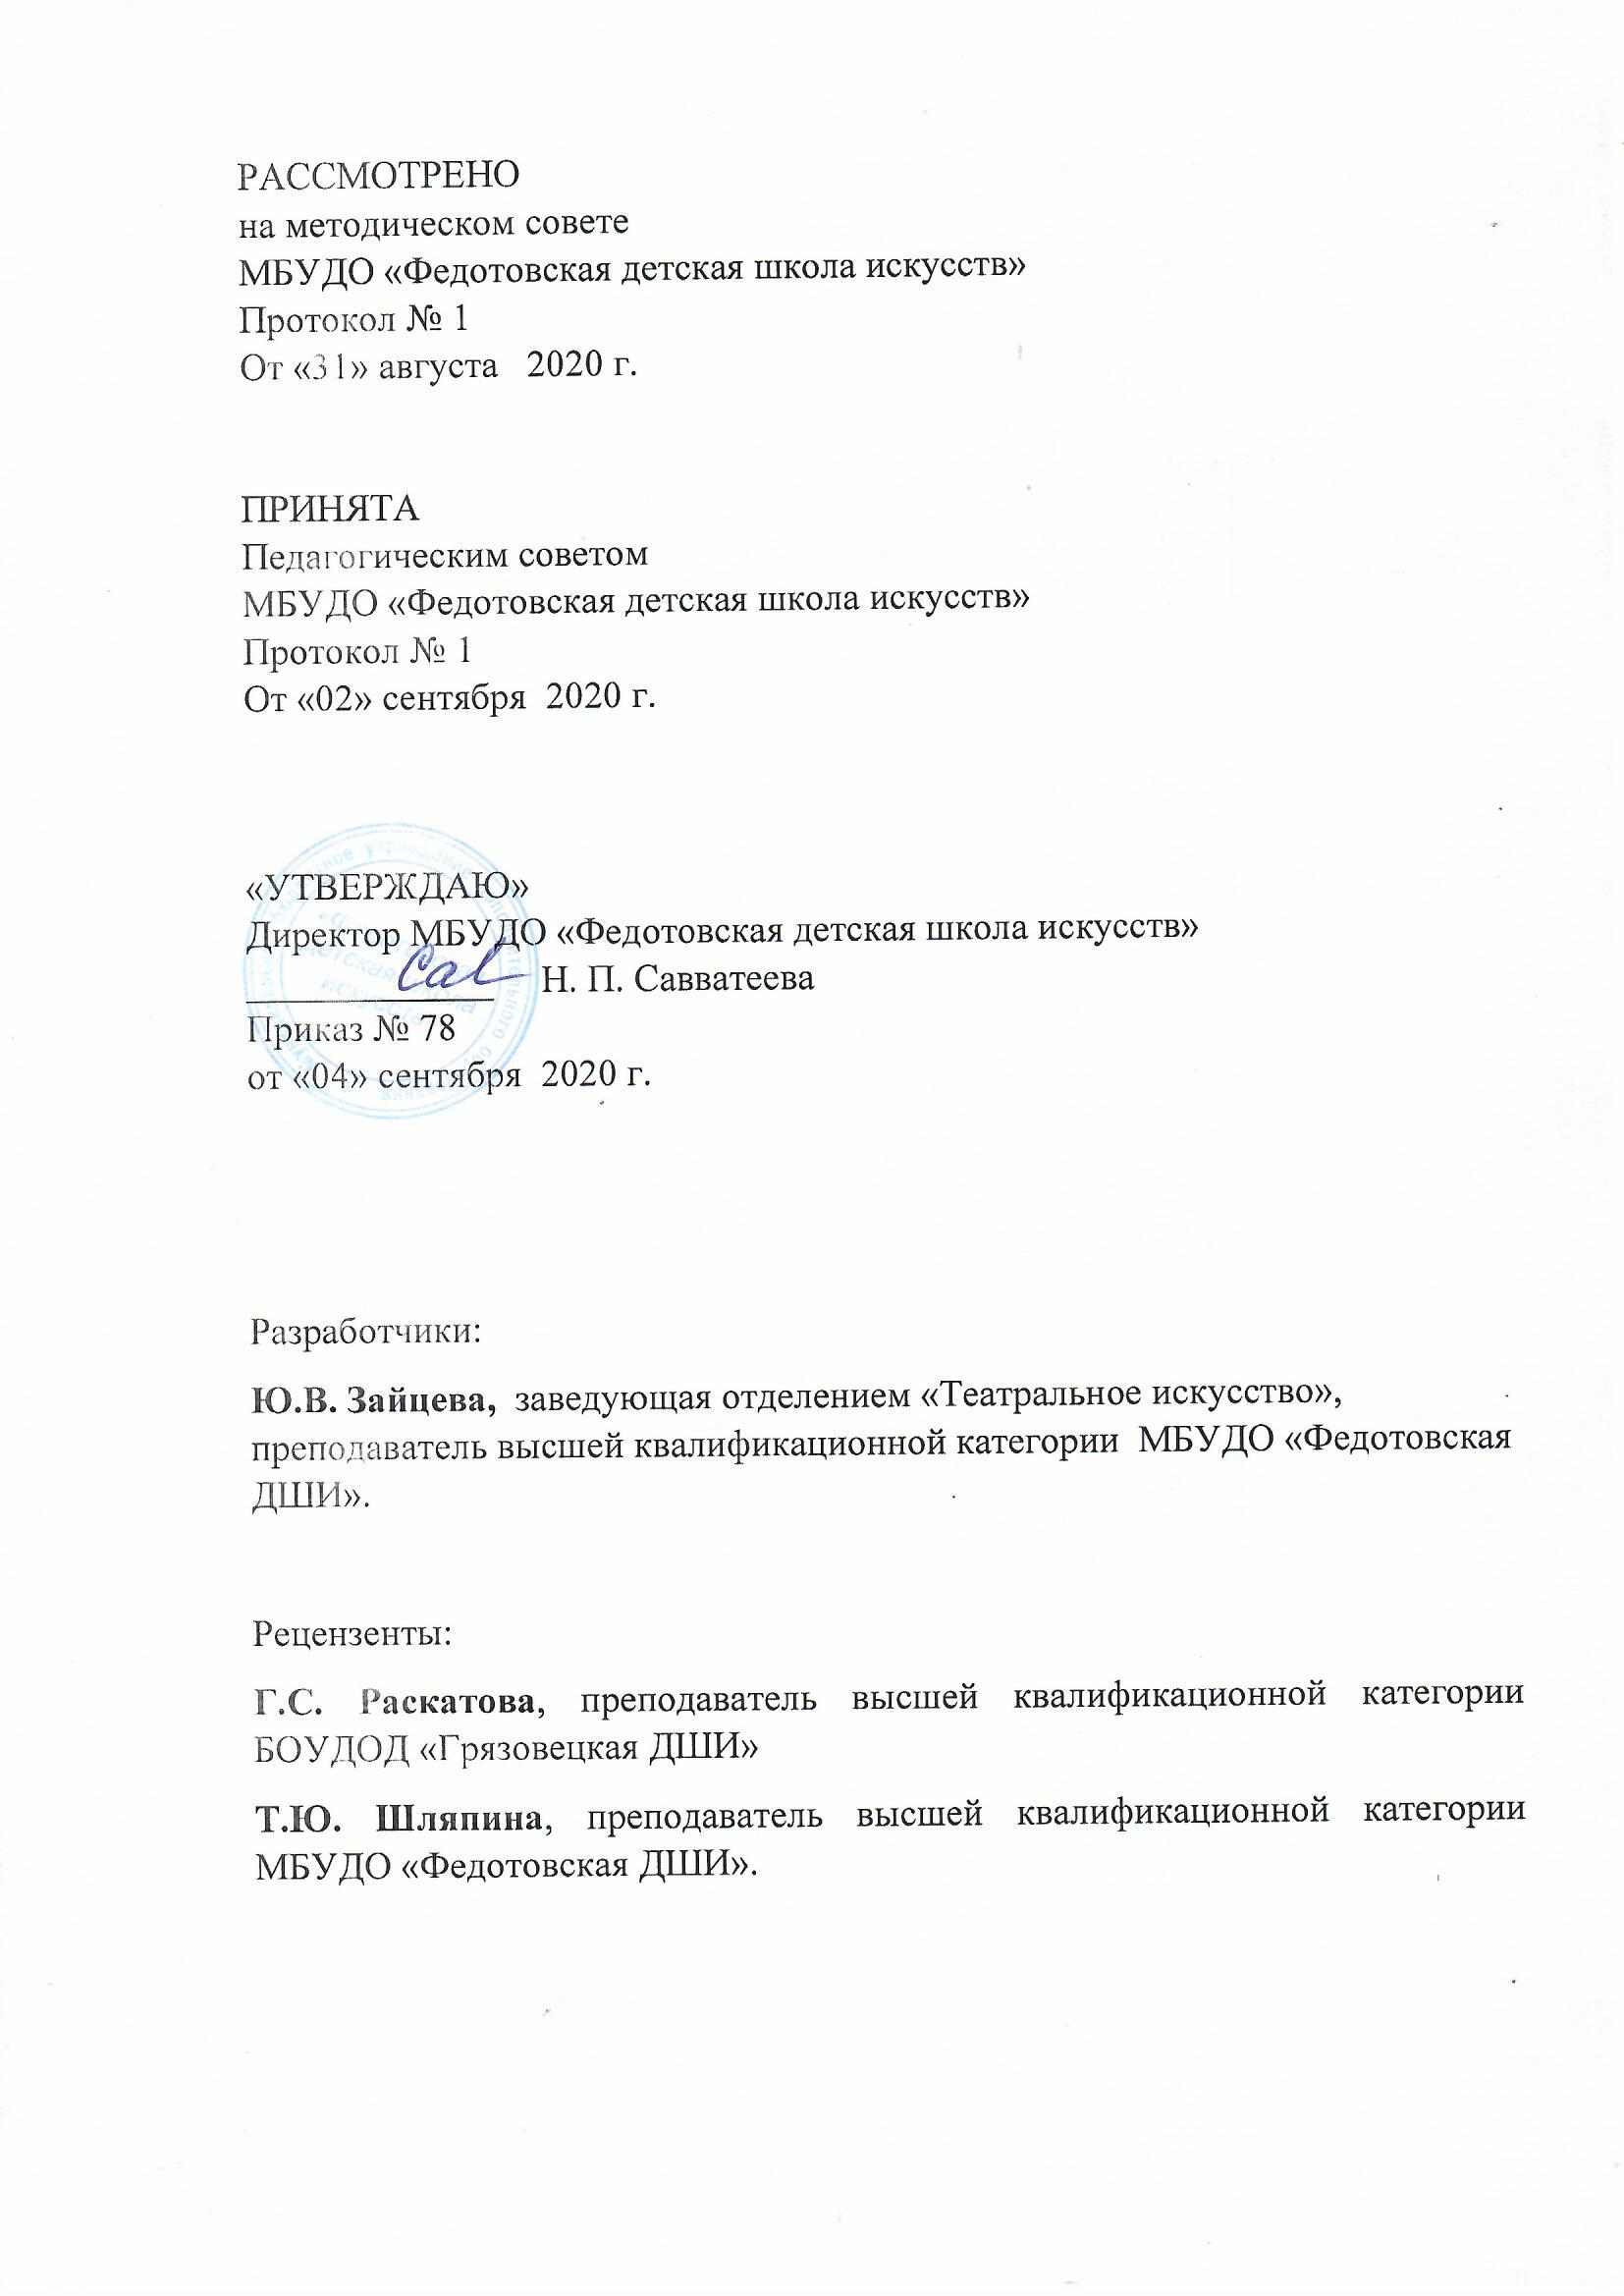 РАССМОТРЕНО
на методическом совете
МБУДО «Федотовская детская школа искусств»
Протокол № 1
От «31» августа 2020 г.
ПРИНЯТА
Педагогическим советом
МБУДО «Федотовская детская школа искусств»
Протокол № 1
От «02» сентября 2020 г.
«УТВЕРЖДАЮ»
Директор МБУДО «Федотовская детская школа искусств»
Н. П. Савватеева
Приказ № 78
от «04» сентября 2020 г.
Разработчики:
Ю.В. Зайцева, заведующая отделением «Театральное искусство»,
преподаватель высшей квалификационной категории МБУДО «Федотовская
ДШИ».
Рецензенты:
Г.С. Раскатова, преподаватель высшей квалификационной категории
БОУДОД «Грязовецкая ДШИ»
Т.Ю. Шляпина, преподаватель высшей квалификационной категории
МБУДО «Федотовская ДШИ».